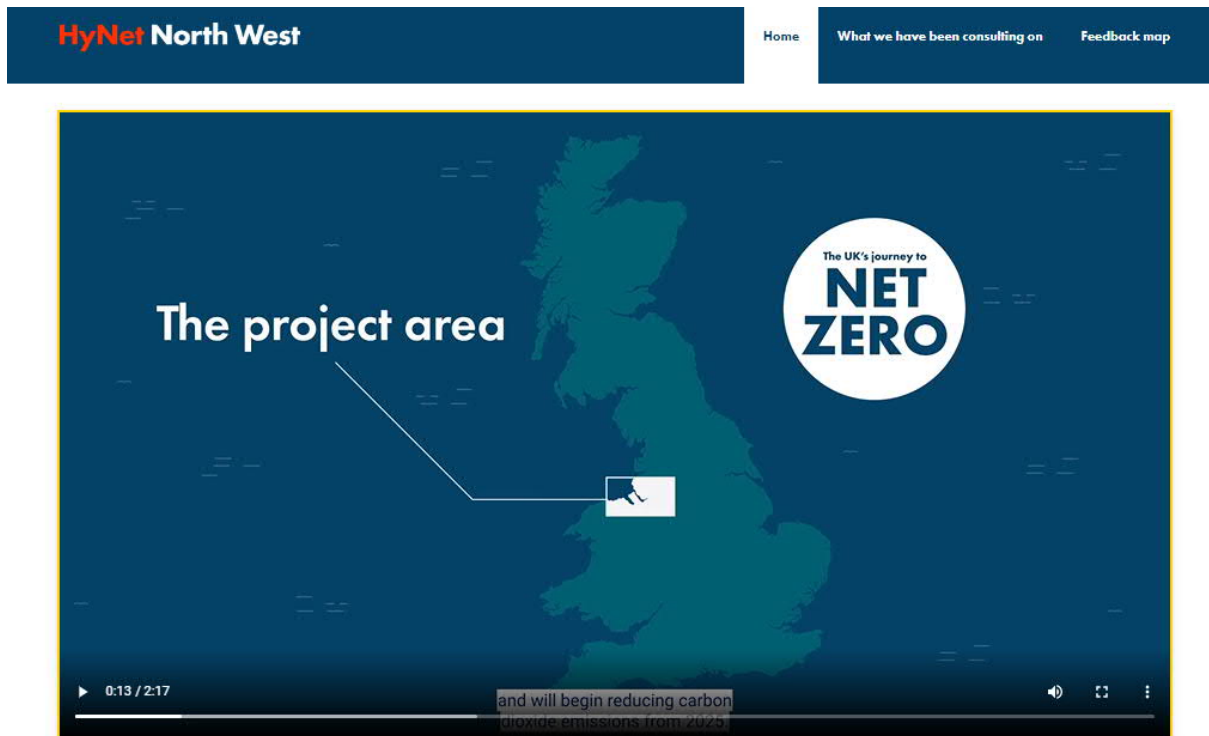 HyNet North West
Home
What we have been consulting on
Feedback map
The project area
The UK's journey to
NET
ZERO
0:13 / 2:17
and will begin reducing carbon
dioxide emissions from 2025